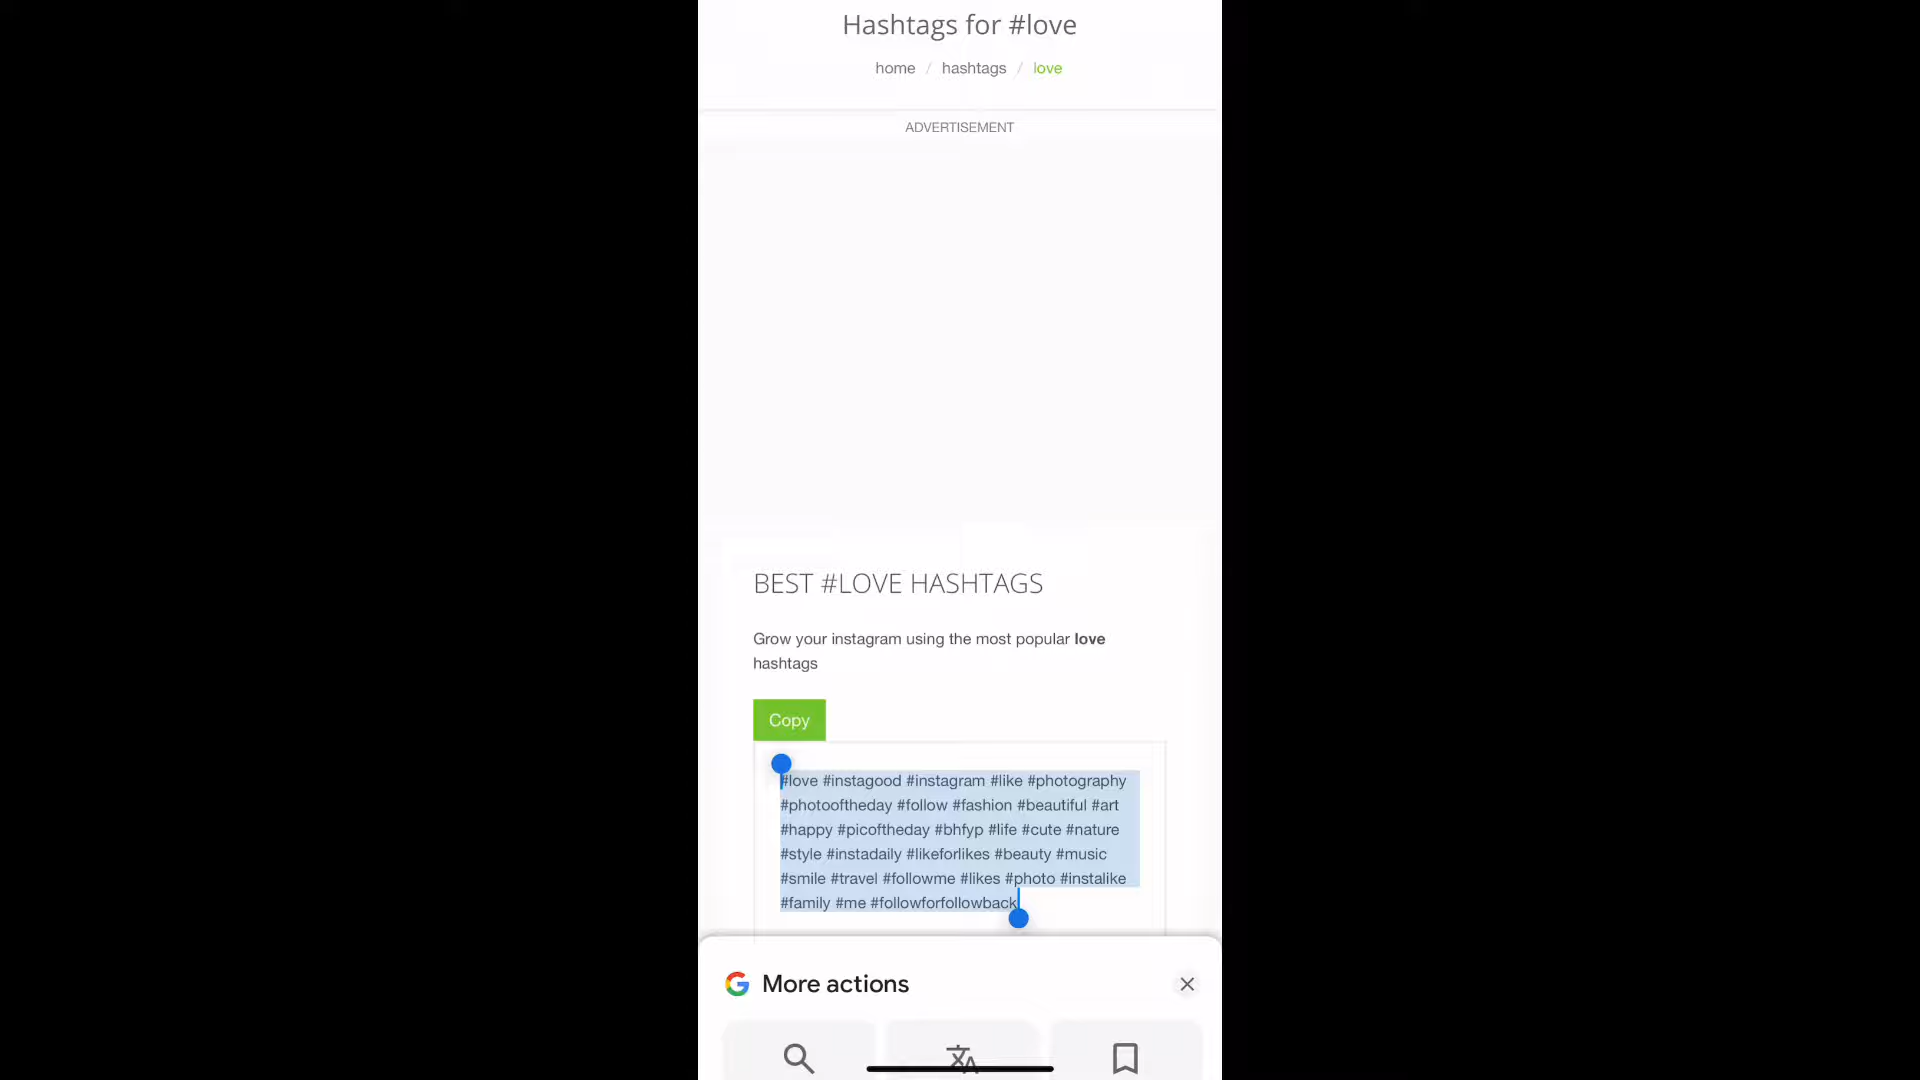 Hashtags for #love
home / hashtags / love
ADVERTISEMENT
BEST #LOVE HASHTAGS
Grow your instagram using the most popular love
hashtags
Copy
#love #instagood #instagram #like #photography
#photooftheday #follow #fashion #beautiful #art
#happy #picoftheday #bhfyp #life #cute #nature
#style #instadaily #likeforlikes #beauty #music
#smile #travel #followme #likes #photo #instalike
#family #me #followforfollowback
More actions